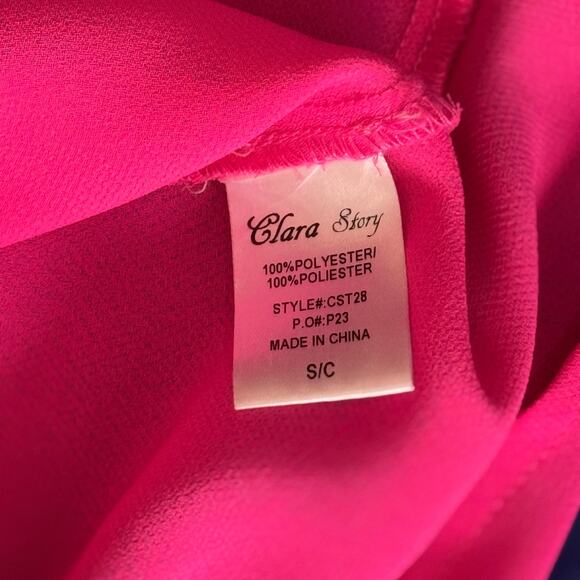 Clara Story
100%POLYESTER/
100%POLIESTER
STYLE#:CST28
P.O#:P23
MADE IN CHINA
S/C